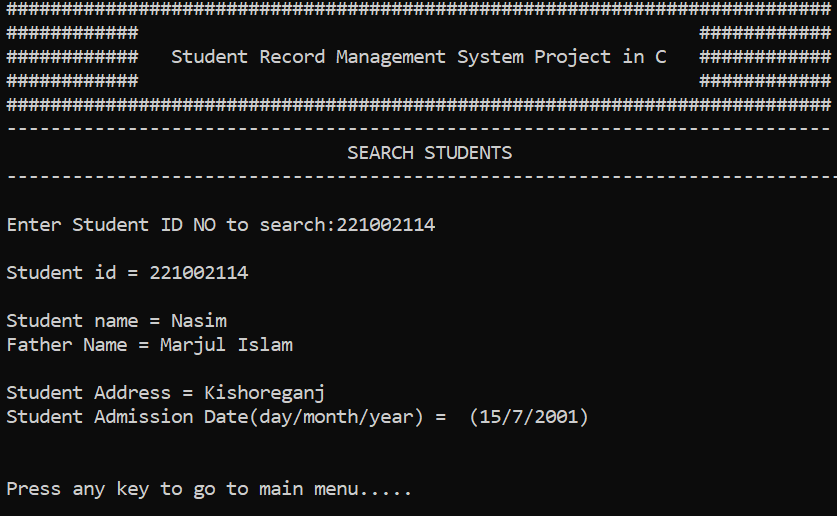 ###########################################################################
############                                                   ############
############   Student Record Management System Project in C   ############
############                                                   ############
###########################################################################
---------------------------------------------------------------------------
SEARCH STUDENTS
----------------------------------------------------------------------------
Enter Student ID NO to search:221002114
Student id = 221002114
Student name = Nasim
Father Name = Marjul Islam
Student Address = Kishoreganj
Student Admission Date(day/month/year) =  (15/7/2001)
Press any key to go to main menu.....